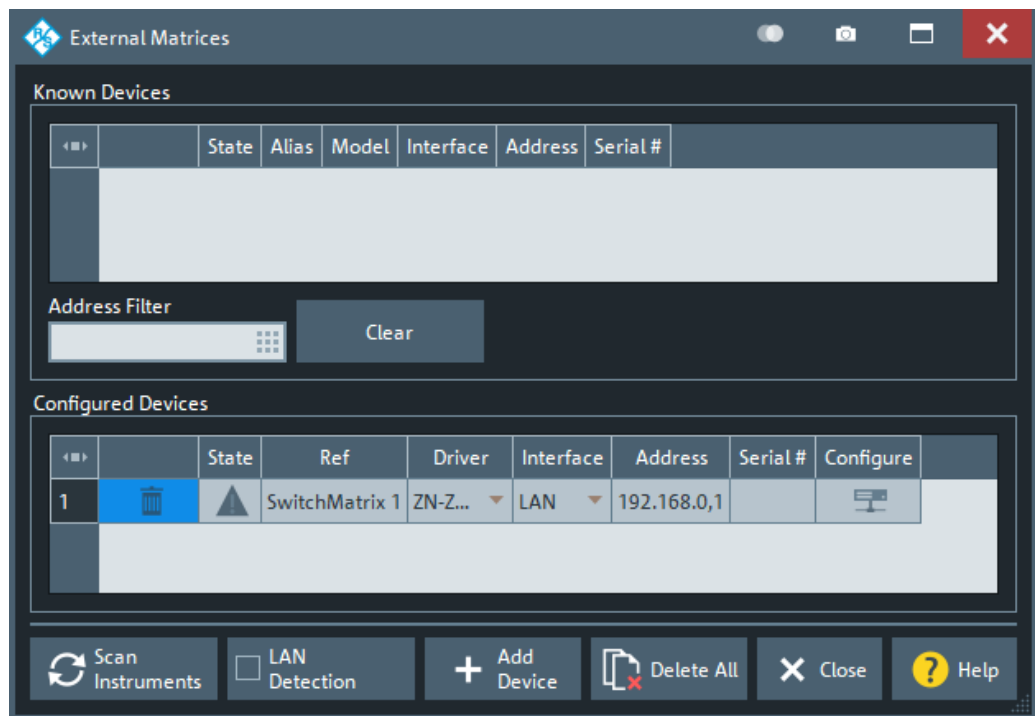 R&S External Matrices
Known Devices
State Alias Model Interface Address Serial #
Address Filter
Clear
Configured Devices
State Ref Driver Interface Address Serial # Configure
1 SwitchMatrix 1 ZN-Z... LAN 192.168.0,1
Scan
Instruments
LAN
Detection
Add
Device
Delete All
Close
? Help